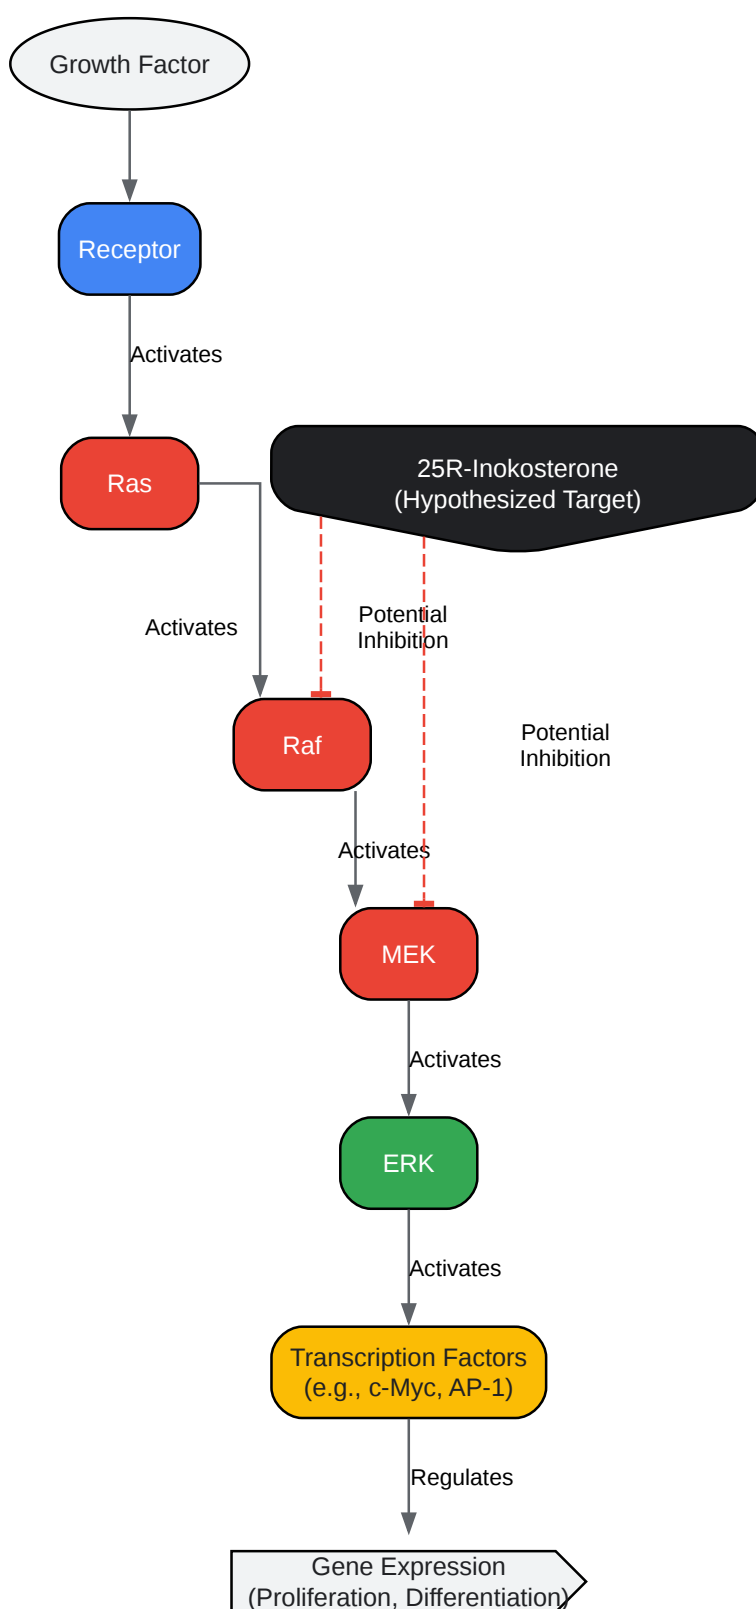 Growth Factor
Receptor
Activates
Ras
25R-Inokosterone
(Hypothesized Target)
Activates
Potential
Inhibition
Raf
Potential
Inhibition
Activates
MEK
Activates
ERK
Activates
Transcription Factors
(e.g., c-Myc, AP-1)
Regulates
Gene Expression
(Proliferation, Differentiation)